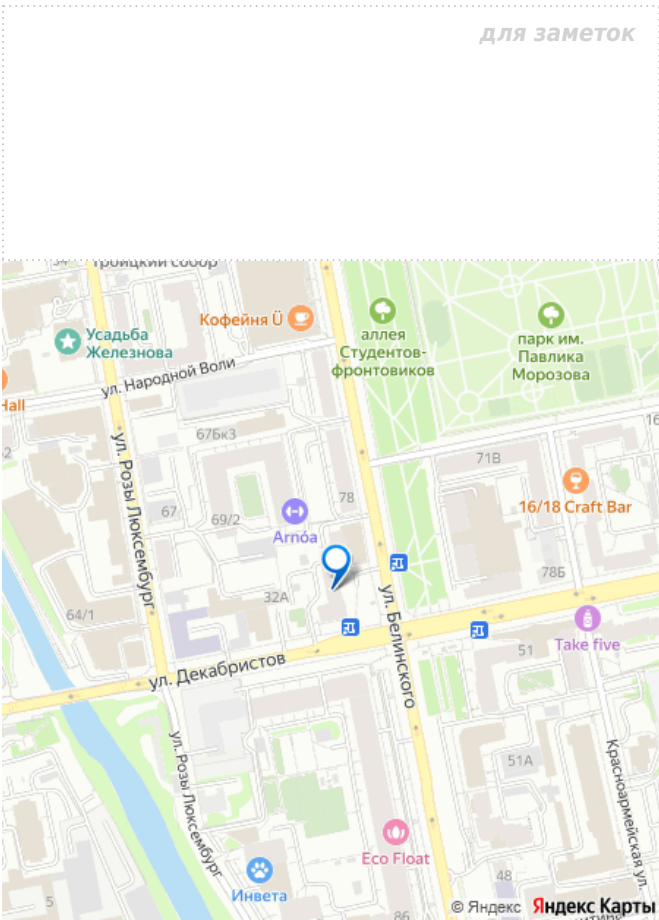 для заметок
Троицкий собор
Кофейня Ü
Усадьба
Железнова
аллея
Студентов-
фронтовиков
парк им.
Павлика
Морозова
ул. Народной Воли
Hall
67Бк3
71В
16/18 Craft Bar
ул. Розы Люксембург
78
67
69/2
Arnóa
78Б
32А
64/1
ул. Белинского
Take five
51
ул. Декабристов
ул. Розы Люксембург
51А
Красноармейская ул.
Eco Float
48
Инвета
5
86
© Яндекс Яндекс Карты